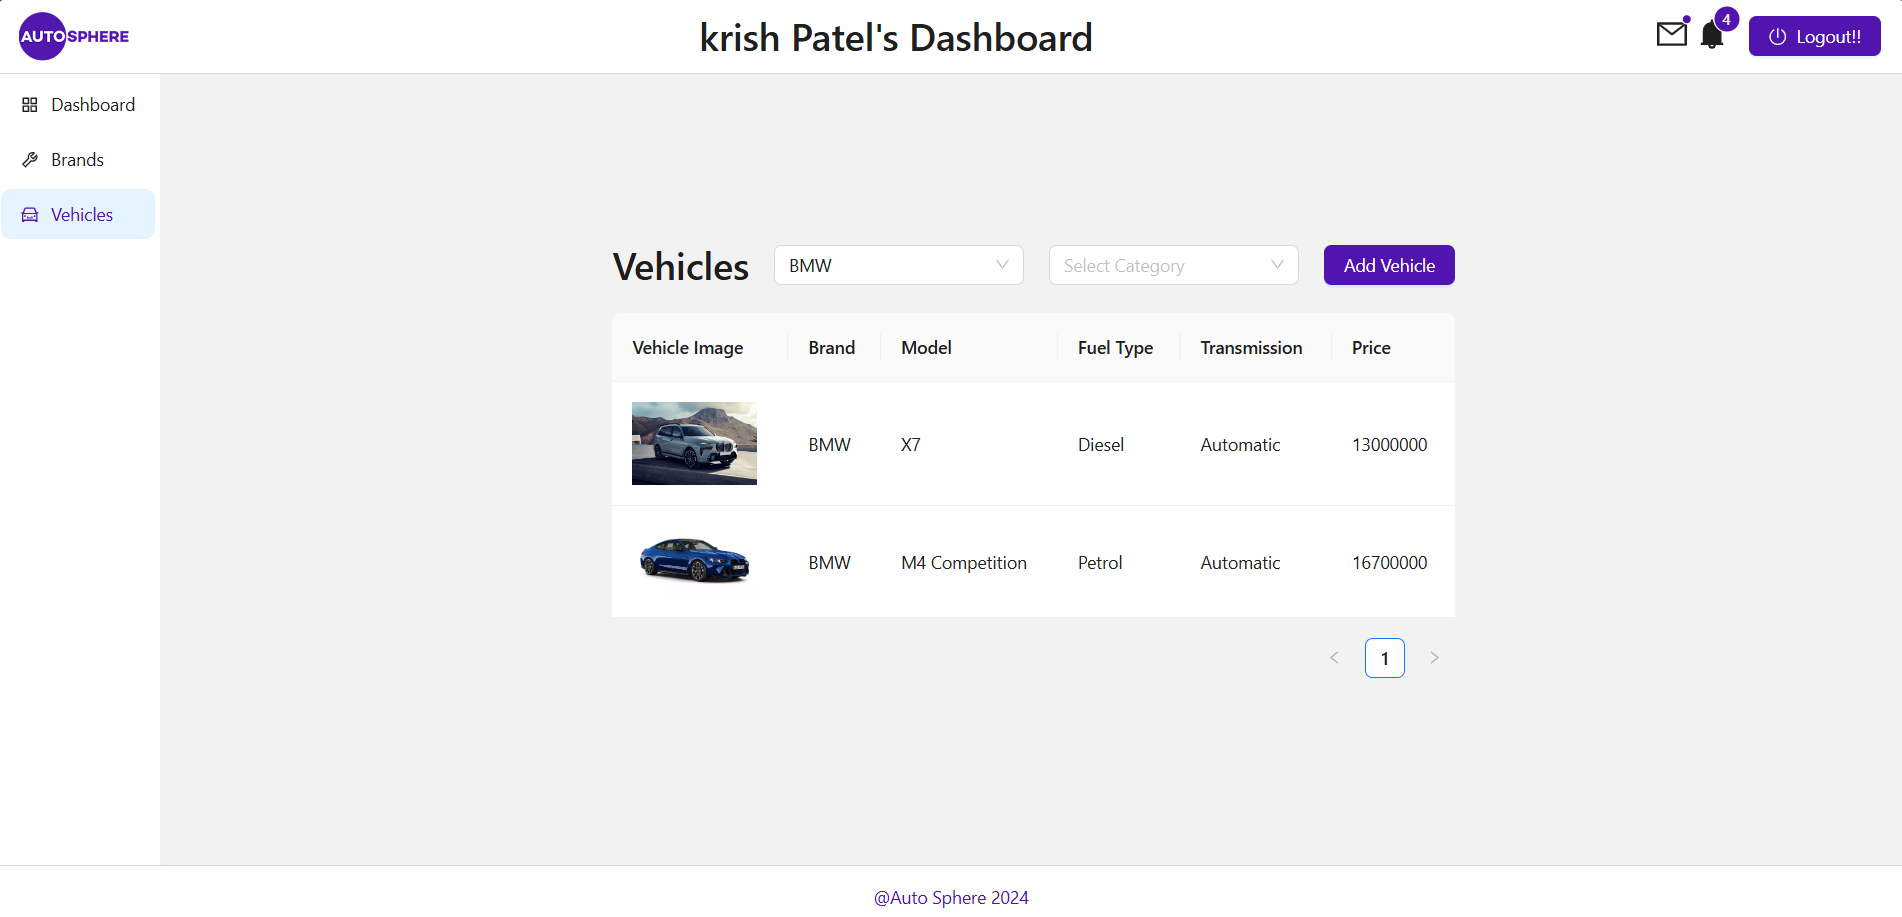 AUTOSPHERE
krish Patel's Dashboard
4
Logout!!
Dashboard
Brands
Vehicles
Vehicles
BMW
Select Category
Add Vehicle
Vehicle Image Brand Model Fuel Type Transmission Price
BMW X7 Diesel Automatic 13000000
BMW M4 Competition Petrol Automatic 16700000
< 1 >
@Auto Sphere 2024